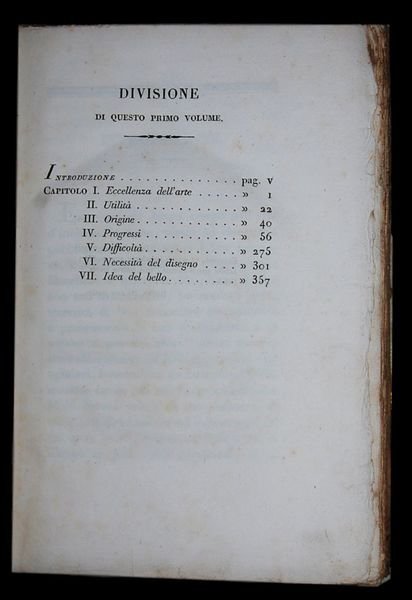 DIVISIONE
DI QUESTO PRIMO VOLUME.
INTRODUZIONE . . . . . . . . . . . . . . . . pag. V
CAPITOLO I. Eccellenza dell'arte . . . . . . » 1
II. Utilità . . . . . . . . . . . . . . » 22
III. Origine . . . . . . . . . . . . . . » 40
IV. Progressi . . . . . . . . . . . . . » 56
V. Difficoltà . . . . . . . . . . . . . » 275
VI. Necessità del disegno . . . . » 301
VII. Idea del bello . . . . . . . . . » 357